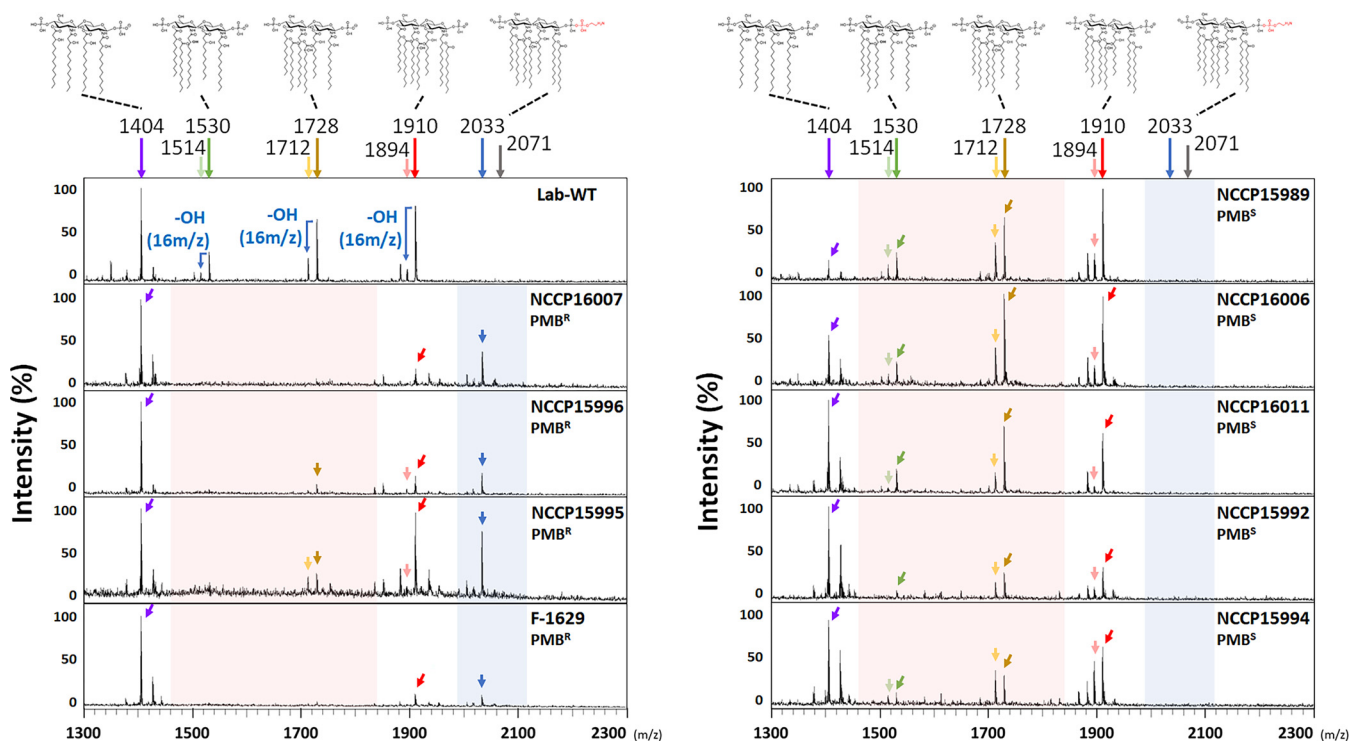 1404 1530 1728 1910 2033
1514 1712 1894 2071
100
50
0
Lab-WT
-OH
(16m/z)
-OH
(16m/z)
-OH
(16m/z)
100
50
0
NCCP16007
PMBᴿ
100
50
0
NCCP15996
PMBᴿ
100
50
0
NCCP15995
PMBᴿ
100
50
0
F-1629
PMBᴿ
1300 1500 1700 1900 2100 2300 (m/z)
Intensity (%)
1404 1530 1728 1910 2033
1514 1712 1894 2071
100
50
0
NCCP15989
PMBˢ
100
50
0
NCCP16006
PMBˢ
100
50
0
NCCP16011
PMBˢ
100
50
0
NCCP15992
PMBˢ
100
50
0
NCCP15994
PMBˢ
1300 1500 1700 1900 2100 2300 (m/z)
Intensity (%)